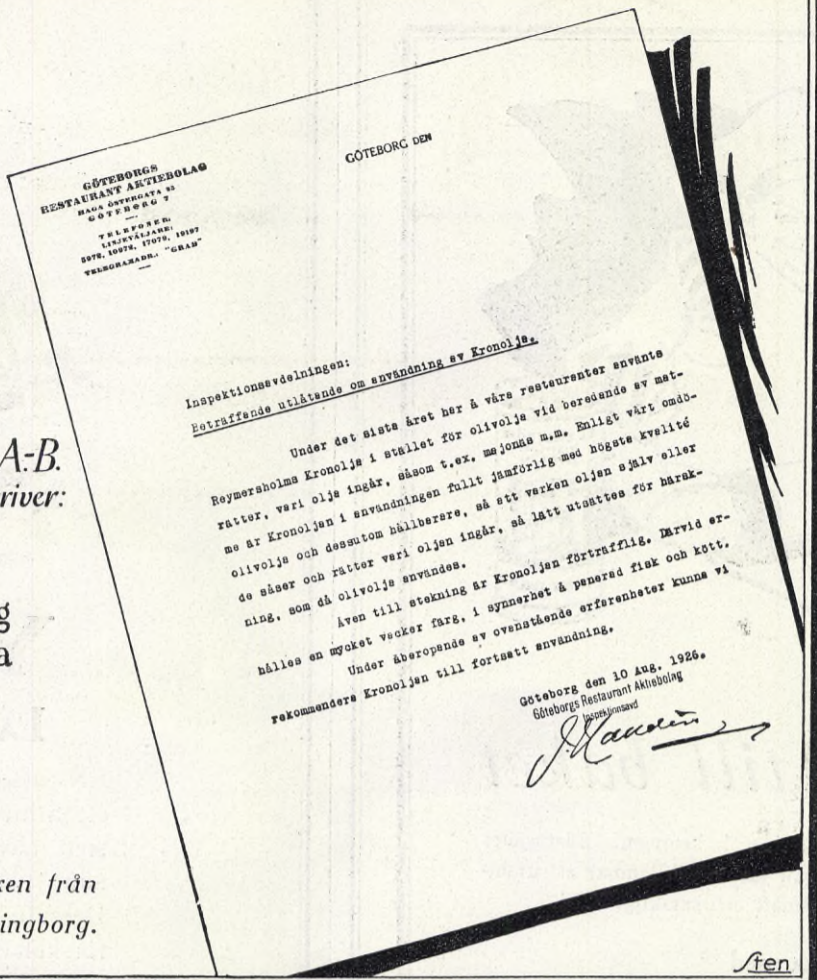 GÖTEBORGS
RESTAURANT AKTIEBOLAG
HAGA ÖSTERGATA
GÖTEBORG 7
TELEFONER:
LINJEVÄLJARE:
5978, 10978, 17079, 19197
TELEGRAMADR.: "GRAB"
GÖTEBORG DEN
Inspektionsavdelningen:
Beträffande utlåtande om användning av Kronolja.
Under det sista året har å våra restauranter använts
Reymersholms Kronolja i stället för olivolja vid beredande av mat-
rätter, vari olja ingår, såsom t.ex. majonäs m.m. Enligt vårt omdö-
me är Kronoljan i användningen fullt jämförlig med högsta kvalité
olivolja och dessutom hållbarare, så att varken oljan själv eller
de såser och rätter vari oljan ingår, så lätt utsättes för härsk-
ning, som då olivolja användes.
Även till stekning är Kronoljan förträfflig. Därvid er-
hålles en mycket vacker färg, i synnerhet å panerad fisk och kött.
Under åberopande av ovanstående erfarenheter kunna vi
rekommendera Kronoljan till fortsatt användning.
Göteborg den 10 Aug. 1926.
Göteborgs Restaurant Aktiebolag
Inspektionsavd
A.-B.
river:
g
a
ken från
ingborg.
Sten